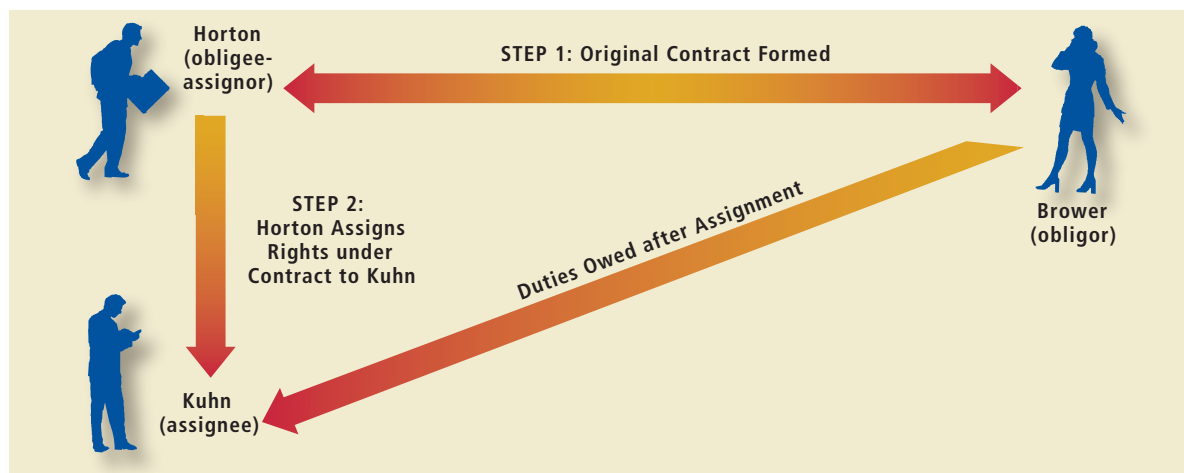 Horton
(obligee-
assignor)
STEP 1: Original Contract Formed
STEP 2:
Horton Assigns
Rights under
Contract to Kuhn
Duties Owed after Assignment
Brower
(obligor)
Kuhn
(assignee)